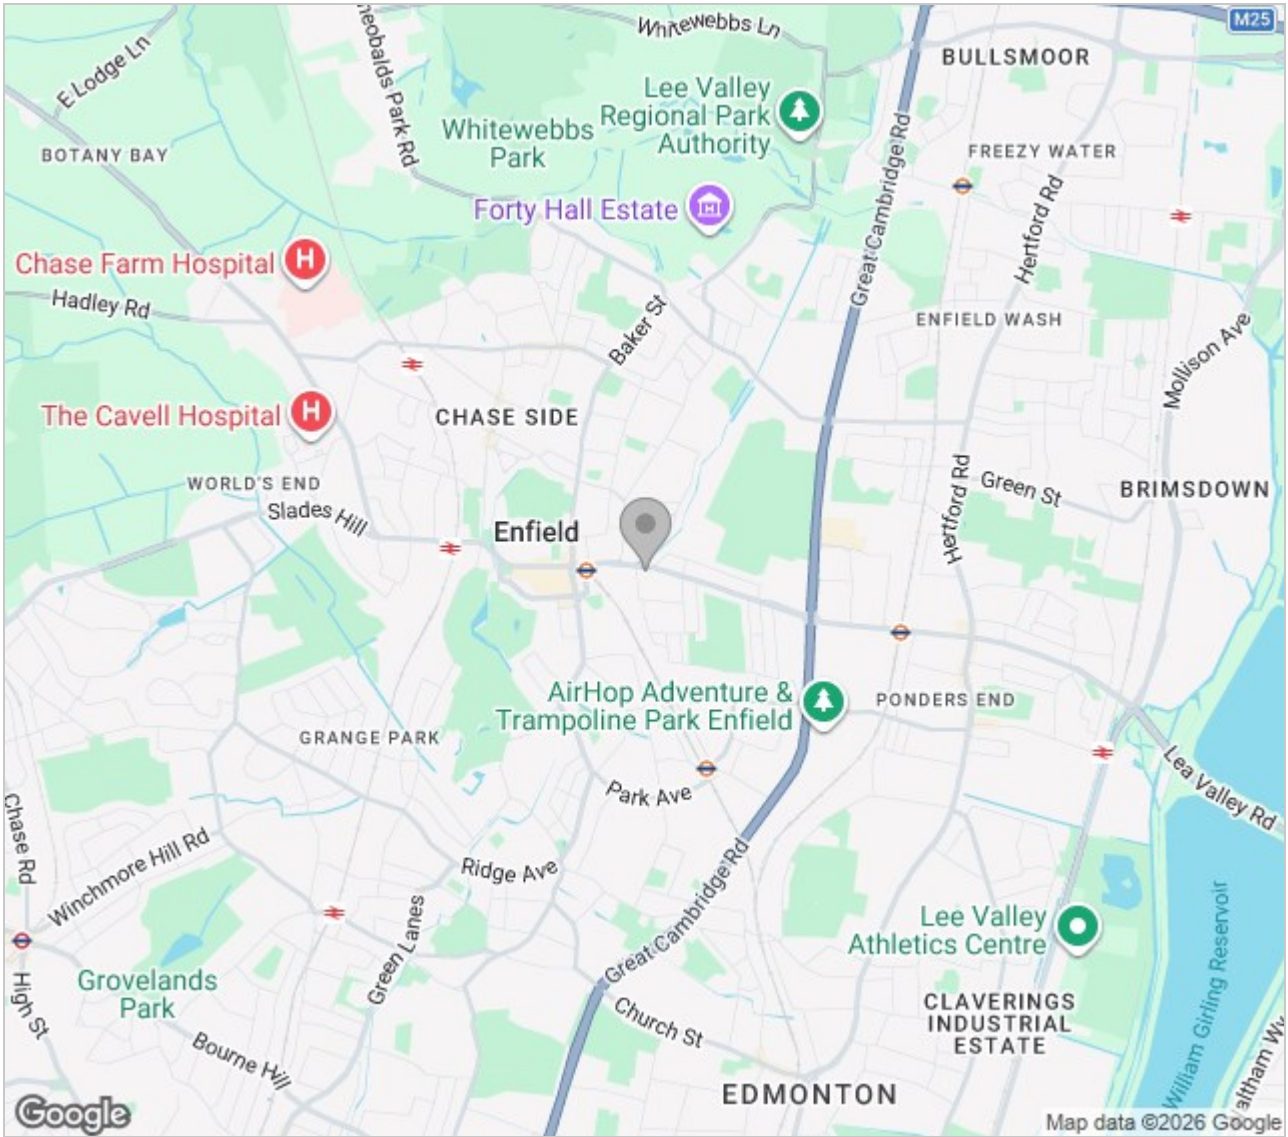 Whitewebbs Ln
M25
BULLSMOOR
E Lodge Ln
heobalds Park Rd
Lee Valley
Regional Park
Authority
Whitewebbs
Park
BOTANY BAY
FREEZY WATER
Great Cambridge Rd
Hertford Rd
Forty Hall Estate
Chase Farm Hospital
H
Hadley Rd
Baker St
ENFIELD WASH
Mollison Ave
The Cavell Hospital
H
CHASE SIDE
WORLD'S END
Slades Hill
Hertford Rd
Green St
BRIMSDOWN
Enfield
AirHop Adventure &
Trampoline Park Enfield
PONDERS END
GRANGE PARK
Lea Valley Rd
Park Ave
Chase Rd
Winchmore Hill Rd
Ridge Ave
Great Cambridge Rd
Green Lanes
Lee Valley
Athletics Centre
William Girling Reservoir
Grovelands
Park
High St
Church St
CLAVERINGS
INDUSTRIAL
ESTATE
Bourne Hill
altham Wy
EDMONTON
Google
Map data ©2026 Google